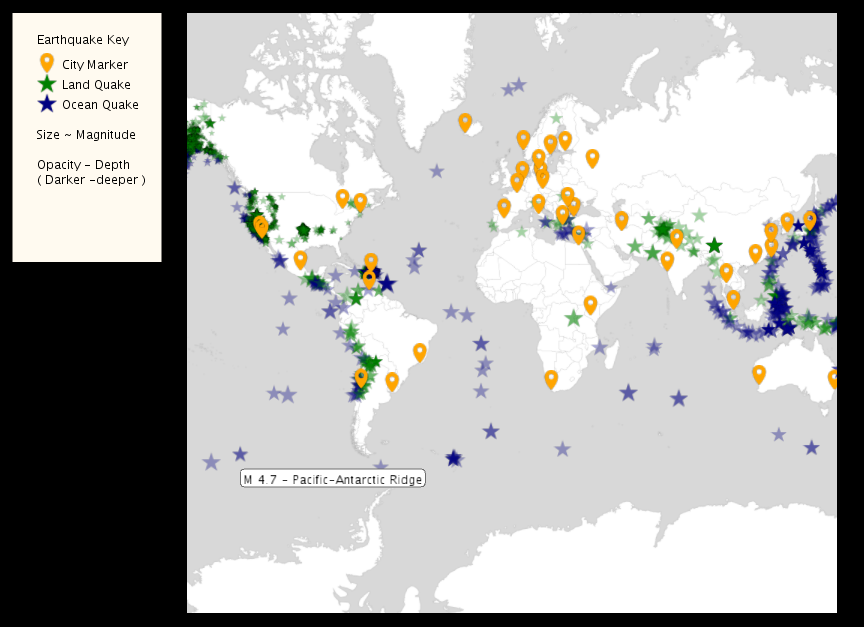 Earthquake Key
City Marker
Land Quake
Ocean Quake
Size ~ Magnitude
Opacity - Depth
( Darker -deeper )
M 4.7 - Pacific-Antarctic Ridge